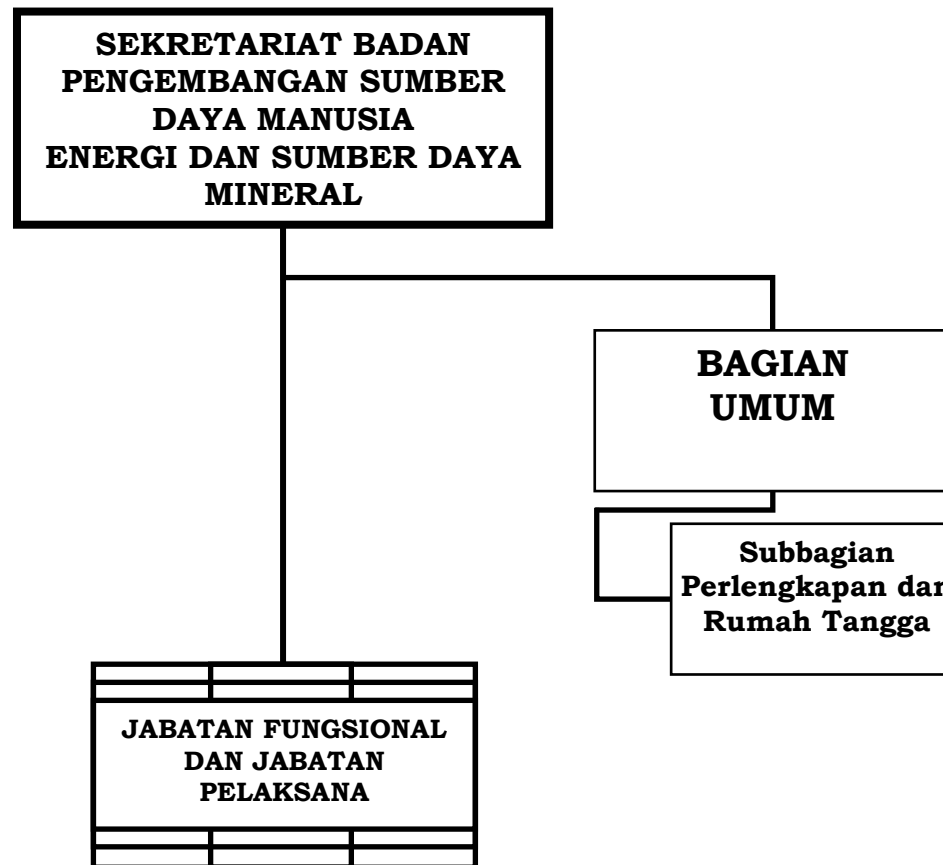 SEKRETARIAT BADAN
PENGEMBANGAN SUMBER
DAYA MANUSIA
ENERGI DAN SUMBER DAYA
MINERAL
BAGIAN
UMUM
Subbagian
Perlengkapan dan
Rumah Tangga
JABATAN FUNGSIONAL
DAN JABATAN
PELAKSANA